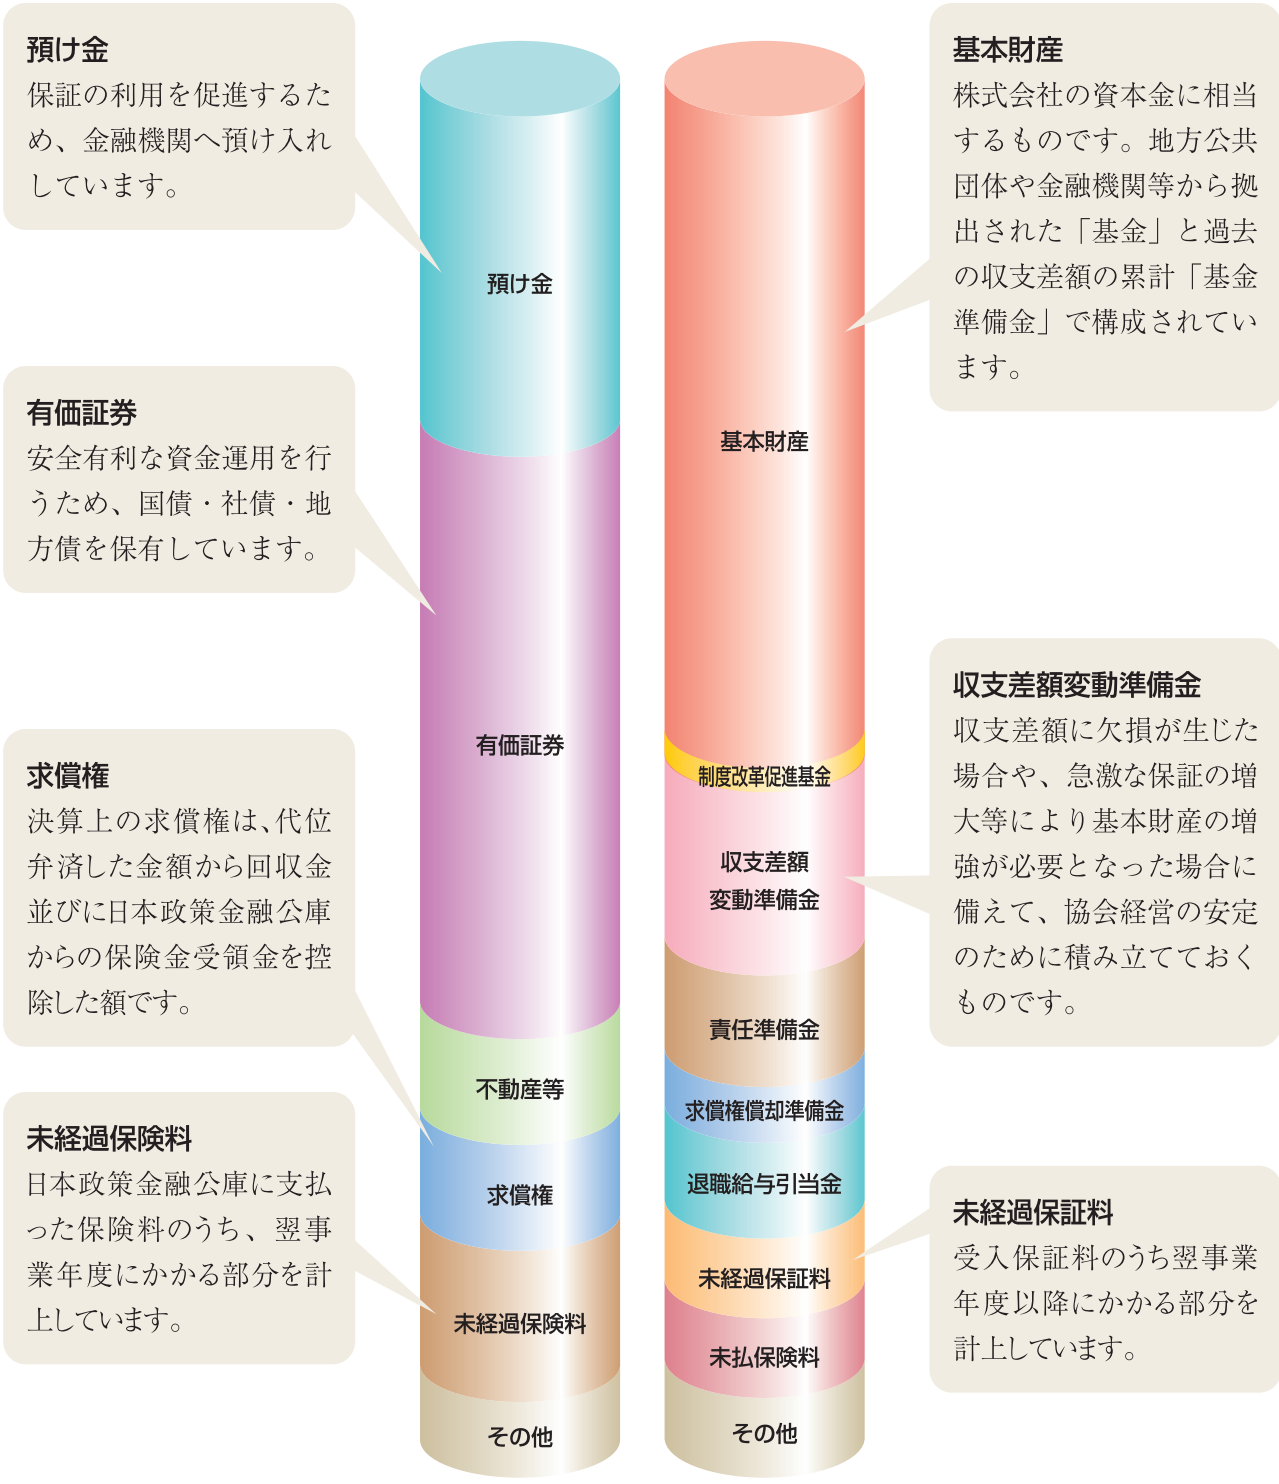 預け金
保証の利用を促進するた
め、金融機関へ預け入れ
しています。
有価証券
安全有利な資金運用を行
うため、国債・社債・地
方債を保有しています。
求償権
決算上の求償権は、代位
弁済した金額から回収金
並びに日本政策金融公庫
からの保険金受領金を控
除した額です。
未経過保険料
日本政策金融公庫に支払
った保険料のうち、翌事
業年度にかかる部分を計
上しています。
預け金
有価証券
不動産等
求償権
未経過保険料
その他
基本財産
制度改革促進基金
収支差額
変動準備金
責任準備金
求償権償却準備金
退職給与引当金
未経過保証料
未払保険料
その他
基本財産
株式会社の資本金に相当
するものです。地方公共
団体や金融機関等から拠
出された「基金」と過去
の収支差額の累計「基金
準備金」で構成されてい
ます。
収支差額変動準備金
収支差額に欠損が生じた
場合や、急激な保証の増
大等により基本財産の増
強が必要となった場合に
備えて、協会経営の安定
のために積み立てておく
ものです。
未経過保証料
受入保証料のうち翌事業
年度以降にかかる部分を
計上しています。